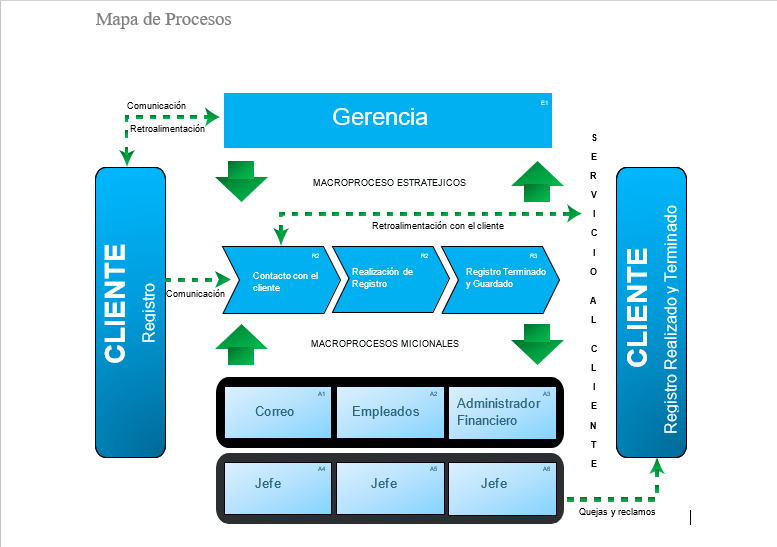 Mapa de Procesos
Comunicación
Retroalimentación
Gerencia
E1
MACROPROCESO ESTRATEJICOS
Retroalimentación con el cliente
CLIENTE
Registro
Comunicación
R2
Contacto con el
cliente
R2
Realización de
Registro
R3
Registro Terminado
y Guardado
MACROPROCESOS MICIONALES
A1
Correo
A2
Empleados
A3
Administrador
Financiero
A4
Jefe
A5
Jefe
A6
Jefe
SERVICIO AL CLIENTE
CLIENTE
Registro Realizado y Terminado
Quejas y reclamos